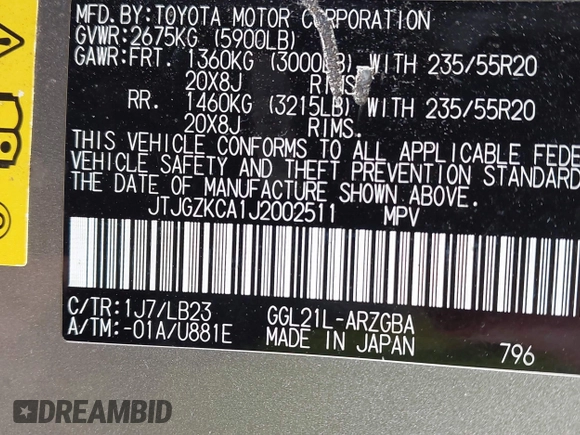 MFD.BY:TOYOTA MOTOR CORPORATION
GVWR:2675KG (5900LB)
GAWR:FRT. 1360KG (3000LB) WITH 235/55R20
20X8J RIMS.
RR. 1460KG (3215LB) WITH 235/55R20
20X8J RIMS.
THIS VEHICLE CONFORMS TO ALL APPLICABLE FEDE
VEHICLE SAFETY AND THEFT PREVENTION STANDARD
THE DATE OF MANUFACTURE SHOWN ABOVE.
JTJGZKCA1J2002511 MPV
C/TR:1J7/LB23 GGL21L-ARZGBA
A/TM:-01A/U881E MADE IN JAPAN 796
DREAMBID